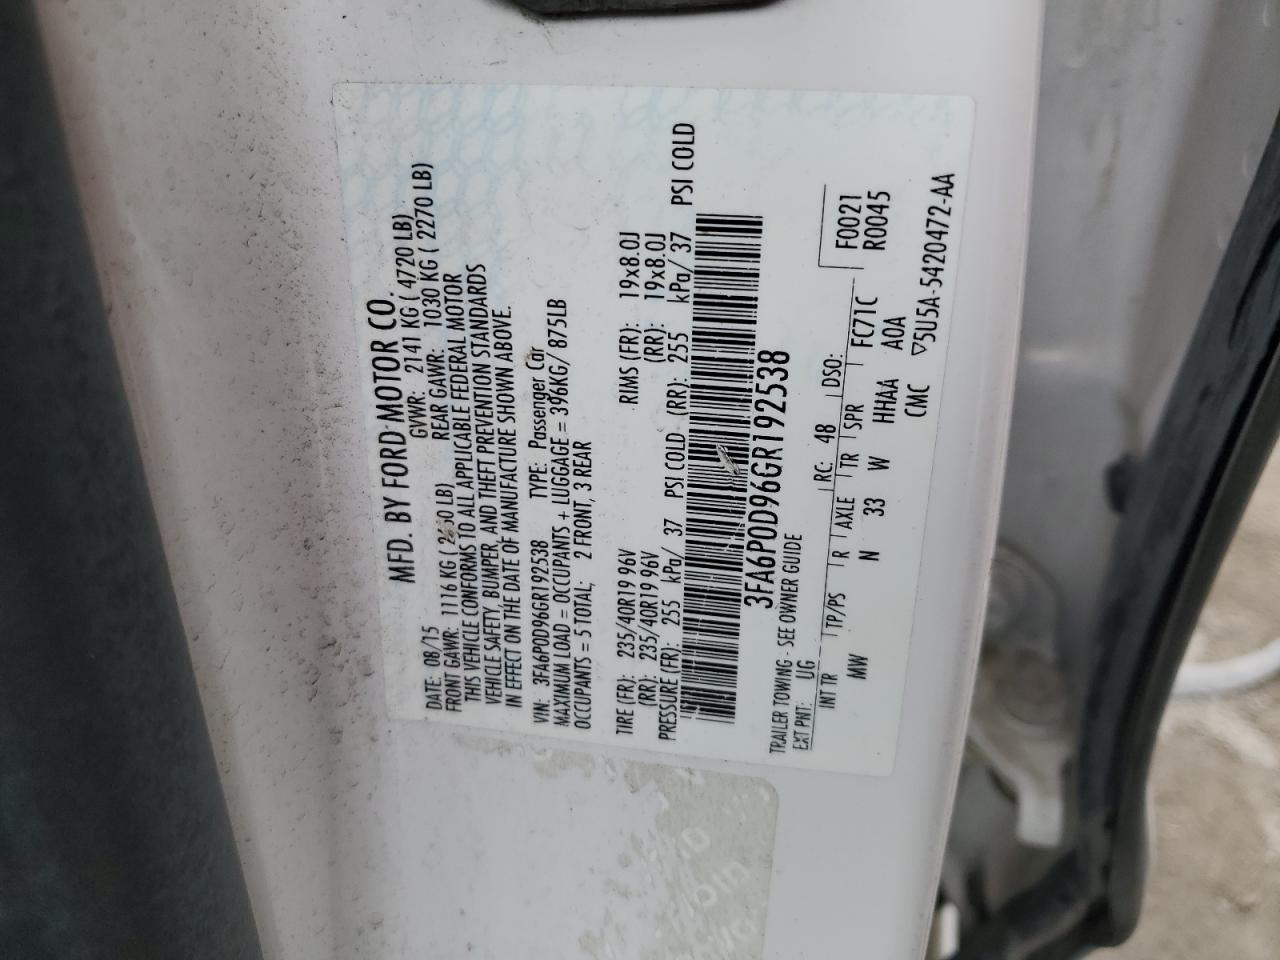 MFD. BY FORD MOTOR CO.
DATE: 08/15 GVWR: 2141 KG ( 4720 LB)
FRONT GAWR: 1116 KG ( LB) REAR GAWR: 1030 KG ( 2270 LB)
THIS VEHICLE CONFORMS TO ALL APPLICABLE FEDERAL MOTOR
VEHICLE SAFETY, BUMPER, AND THEFT PREVENTION STANDARDS
IN EFFECT ON THE DATE OF MANUFACTURE SHOWN ABOVE.
VIN: 3FA6P0D96GR192538 TYPE: Passenger Car
MAXIMUM LOAD = OCCUPANTS + LUGGAGE = 396KG/ 875LB
OCCUPANTS = 5 TOTAL; 2 FRONT, 3 REAR
TIRE (FR): 235/40R19 96V RIMS (FR): 19x8.0J
(RR): 235/40R19 96V (RR): 19x8.0J
PRESSURE (FR): 255 kPa/ 37 PSI COLD (RR): 255 kPa/ 37 PSI COLD
3FA6P0D96GR192538
TRAILER TOWING - SEE OWNER GUIDE F0021
EXT PNT: UG RC: 48 DSO: R0045
INT TR TP/PS R AXLE TR SPR FC71C
MW N 33 W HHAA A0A
CMC ▽5U5A-5420472-AA